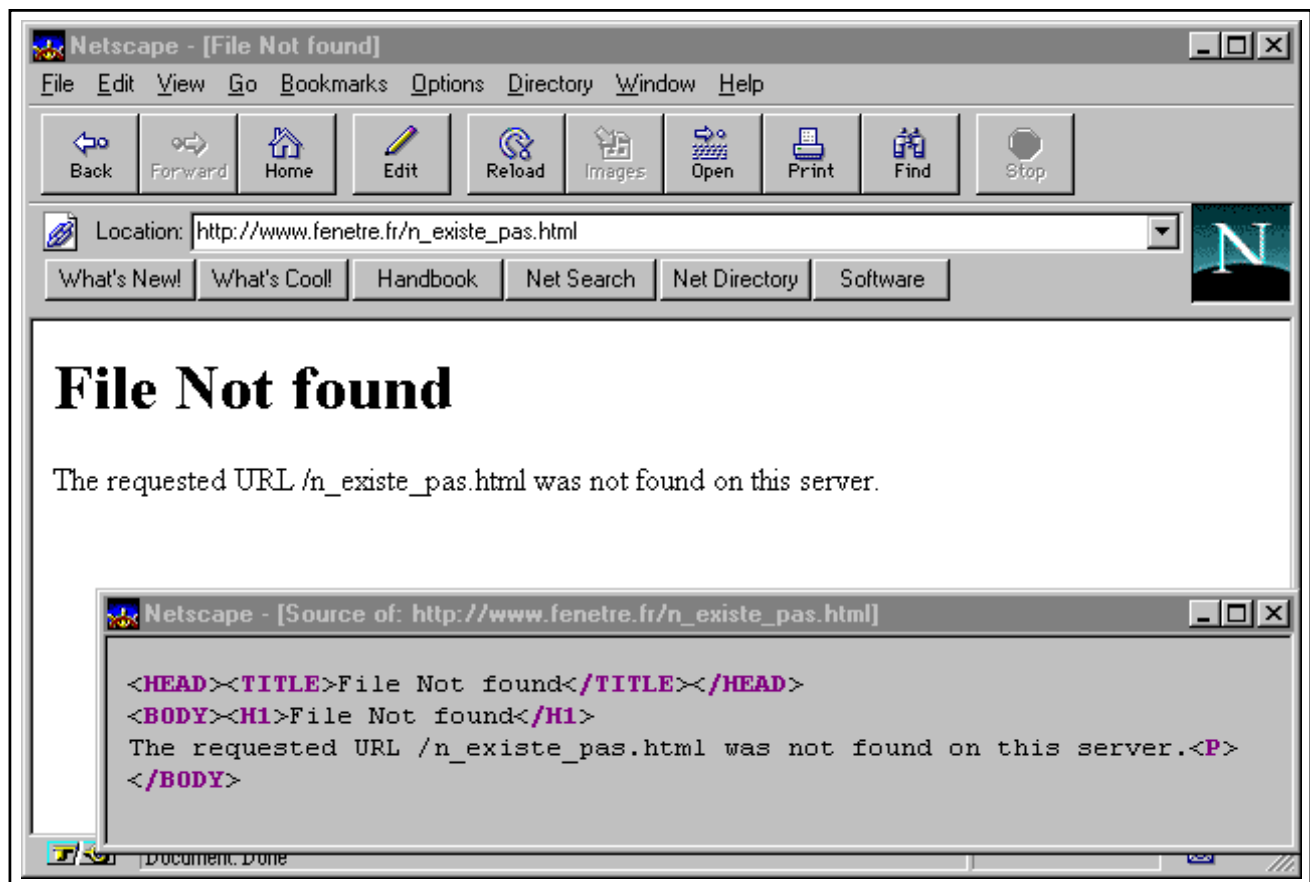 Netscape - [File Not found]
File Edit View Go Bookmarks Options Directory Window Help
Back Forward Home Edit Reload Images Open Print Find Stop
Location: http://www.fenetre.fr/n_existe_pas.html
N
What's New! What's Cool! Handbook Net Search Net Directory Software
File Not found
The requested URL /n_existe_pas.html was not found on this server.
Netscape - [Source of: http://www.fenetre.fr/n_existe_pas.html]
<HEAD><TITLE>File Not found</TITLE></HEAD>
<BODY><H1>File Not found</H1>
The requested URL /n_existe_pas.html was not found on this server.<P>
</BODY>
Document: Done